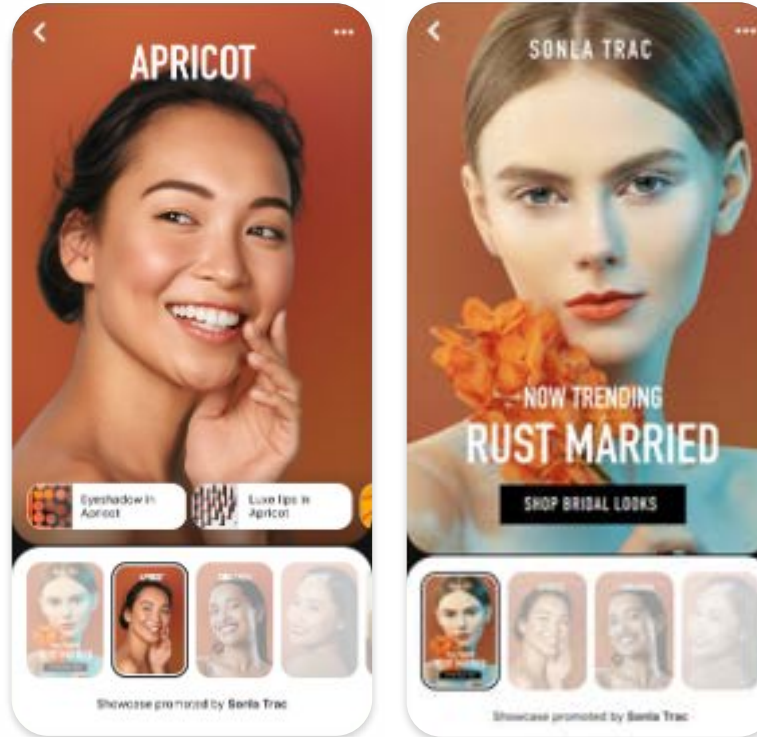 APRICOT
Eyeshadow in
Apricot
Luxe lips in
Apricot
Showcase promoted by Sonla Trac
SONLA TRAC
NOW TRENDING
RUST MARRIED
SHOP BRIDAL LOOKS
Showcase promoted by Sonla Trac